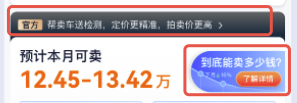 官方 帮卖车送检测，定价更精准，拍卖价更高 >
预计本月可卖
12.45-13.42 万
到底能卖多少钱？
了解详情